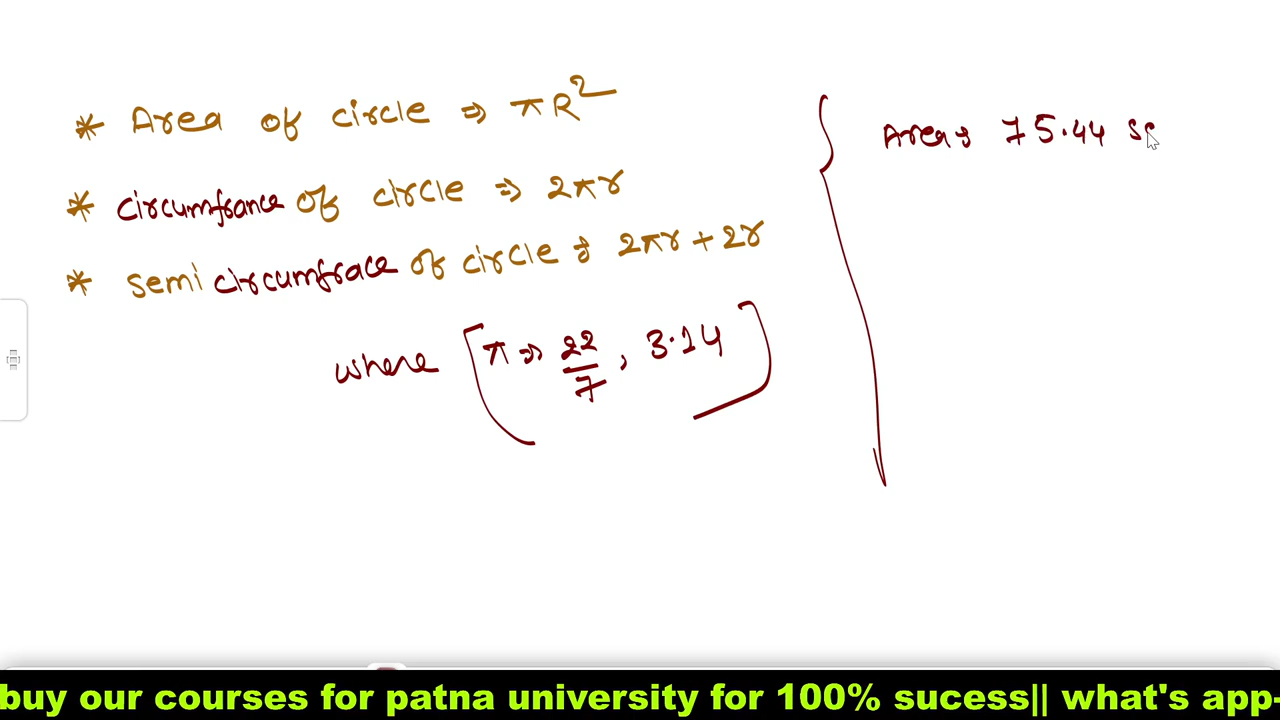 * Area of circle ⇒ πR²
* circumfrance of circle ⇒ 2πr
* semi circumfrace of circle ⇒ 2πr + 2r
where [π ⇒ 22/7, 3.14]
Area ⇒ 75.44 sq
buy our courses for patna university for 100% sucess|| what's app